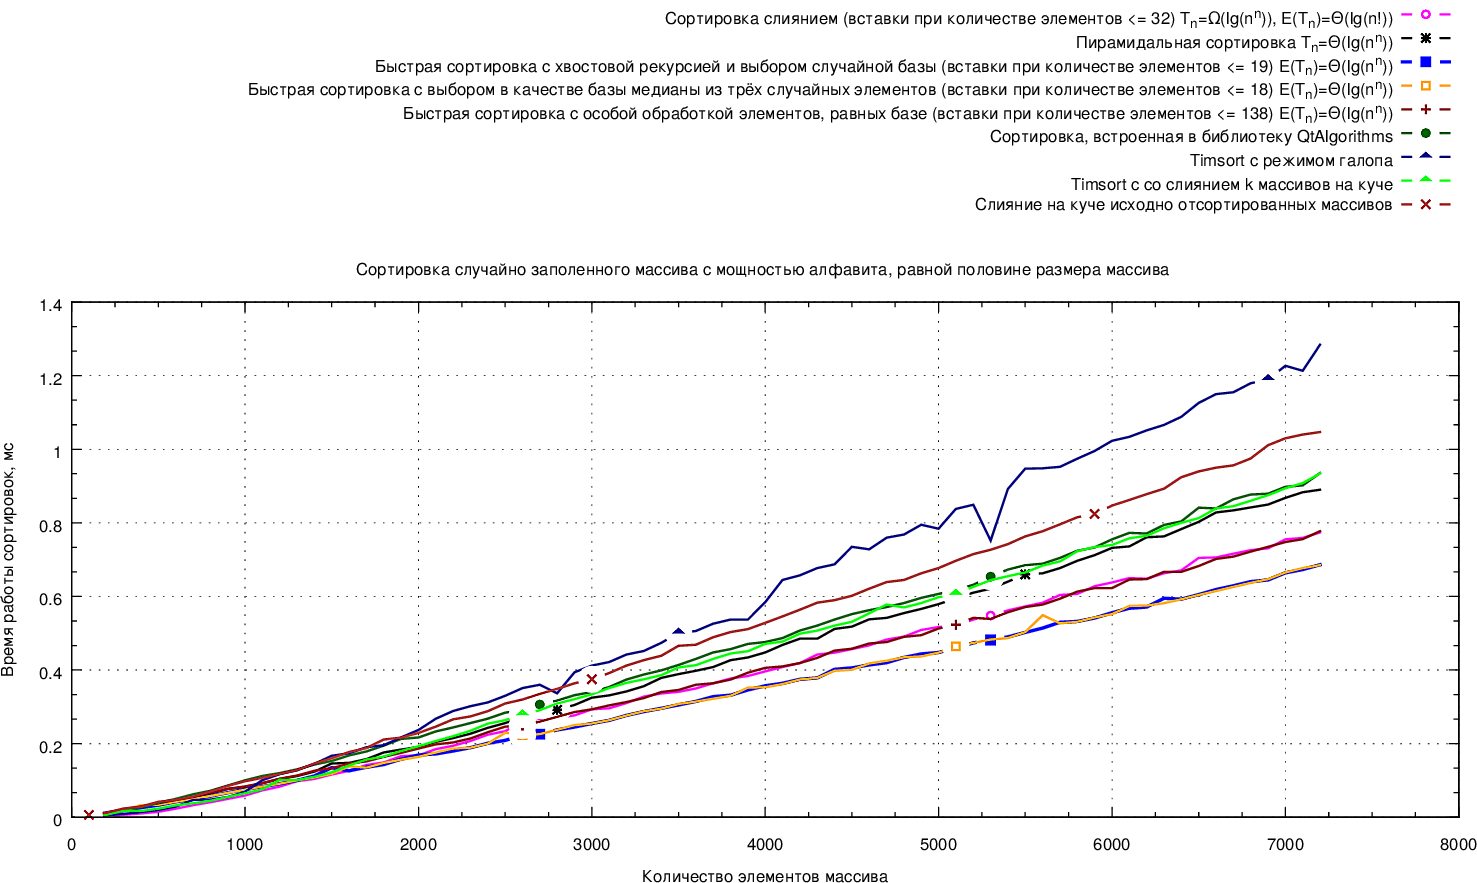 Сортировка слиянием (вставки при количестве элементов <= 32) Tn=Ω(lg(nⁿ)), E(Tn)=Θ(lg(n!))
Пирамидальная сортировка Tn=Θ(lg(nⁿ))
Быстрая сортировка с хвостовой рекурсией и выбором случайной базы (вставки при количестве элементов <= 19) E(Tn)=Θ(lg(nⁿ))
Быстрая сортировка с выбором в качестве базы медианы из трёх случайных элементов (вставки при количестве элементов <= 18) E(Tn)=Θ(lg(nⁿ))
Быстрая сортировка с особой обработкой элементов, равных базе (вставки при количестве элементов <= 138) E(Tn)=Θ(lg(nⁿ))
Сортировка, встроенная в библиотеку QtAlgorithms
Timsort с режимом галопа
Timsort с со слиянием k массивов на куче
Слияние на куче исходно отсортированных массивов
Сортировка случайно заполенного массива с мощностью алфавита, равной половине размера массива
1.4
1.2
1
0.8
0.6
0.4
0.2
0
Время работы сортировок, мс
0 1000 2000 3000 4000 5000 6000 7000 8000
Количество элементов массива